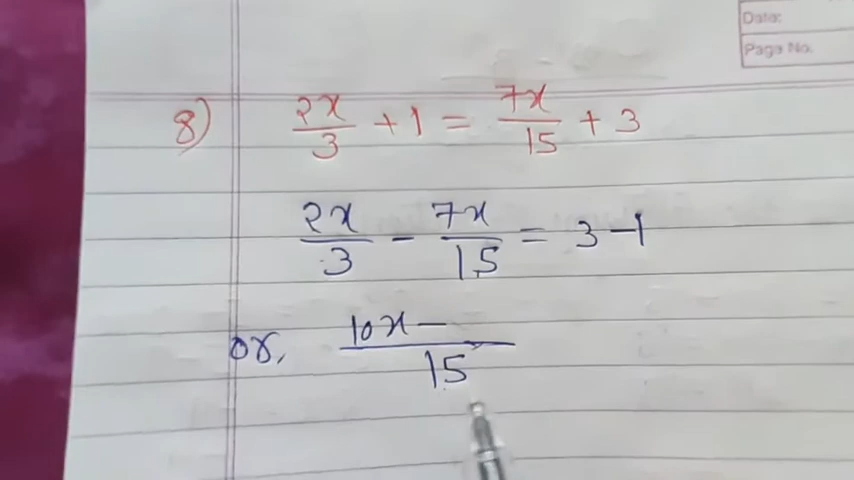 Date:
Page No.
8) 2x/3 + 1 = 7x/15 + 3
2x/3 - 7x/15 = 3 - 1
or, 10x - /15